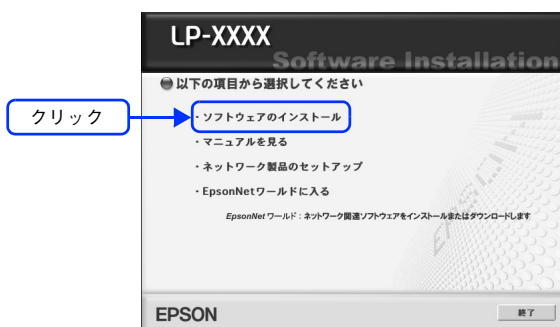 LP-XXXX
Software Installation
以下の項目から選択してください
クリック
・ソフトウェアのインストール
・マニュアルを見る
・ネットワーク製品のセットアップ
・EpsonNetワールドに入る
EpsonNet ワールド：ネットワーク関連ソフトウェアをインストールまたはダウンロードします
EPSON
EPSON
終了